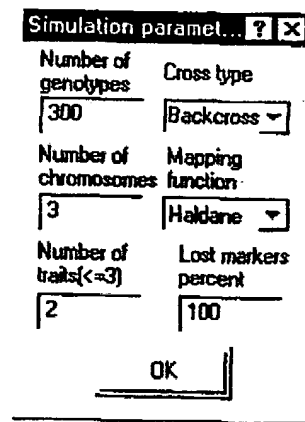 Simulation paramet... ? X
Number of genotypes
Cross type
300
Backcross
Number of chromosomes
Mapping function
3
Haldane
Number of traits(<=3)
Lost markers percent
2
100
OK